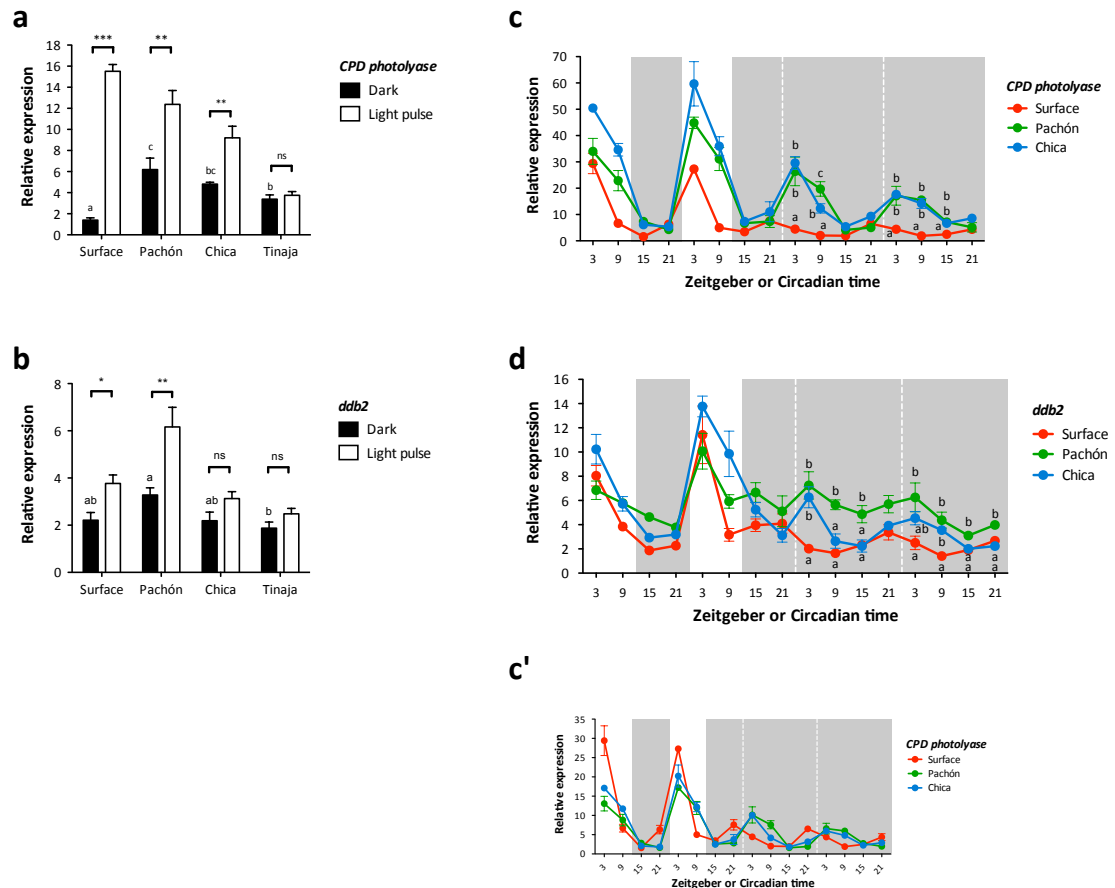 a
Relative expression
18
16
14
12
10
8
6
4
2
0
***
**
**
ns
a
c
bc
b
Surface Pachón Chica Tinaja
CPD photolyase
Dark
Light pulse
b
Relative expression
8
6
4
2
0
*
**
ns
ns
ab
a
ab
b
Surface Pachón Chica Tinaja
ddb2
Dark
Light pulse
c
Relative expression
70
60
50
40
30
20
10
0
b c b b b
b b b
a b a b
a a a
3 9 15 21 3 9 15 21 3 9 15 21 3 9 15 21
Zeitgeber or Circadian time
CPD photolyase
Surface
Pachón
Chica
d
Relative expression
16
14
12
10
8
6
4
2
0
b b b b b b
b a a ab b a a
a a a a a a a
3 9 15 21 3 9 15 21 3 9 15 21 3 9 15 21
Zeitgeber or Circadian time
ddb2
Surface
Pachón
Chica
c'
Relative expression
35
30
25
20
15
10
5
0
3 9 15 21 3 9 15 21 3 9 15 21 3 9 15 21
Zeitgeber or Circadian time
CPD photolyase
Surface
Pachón
Chica